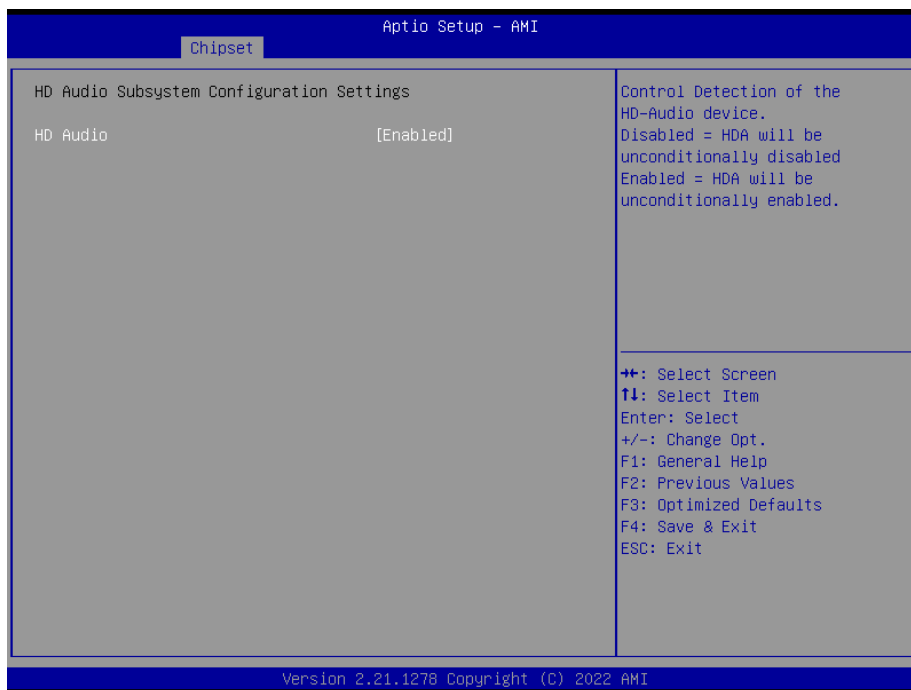 Aptio Setup – AMI
Chipset
HD Audio Subsystem Configuration Settings
HD Audio [Enabled]
Control Detection of the
HD-Audio device.
Disabled = HDA will be
unconditionally disabled
Enabled = HDA will be
unconditionally enabled.
→←: Select Screen
↑↓: Select Item
Enter: Select
+/-: Change Opt.
F1: General Help
F2: Previous Values
F3: Optimized Defaults
F4: Save & Exit
ESC: Exit
Version 2.21.1278 Copyright (C) 2022 AMI